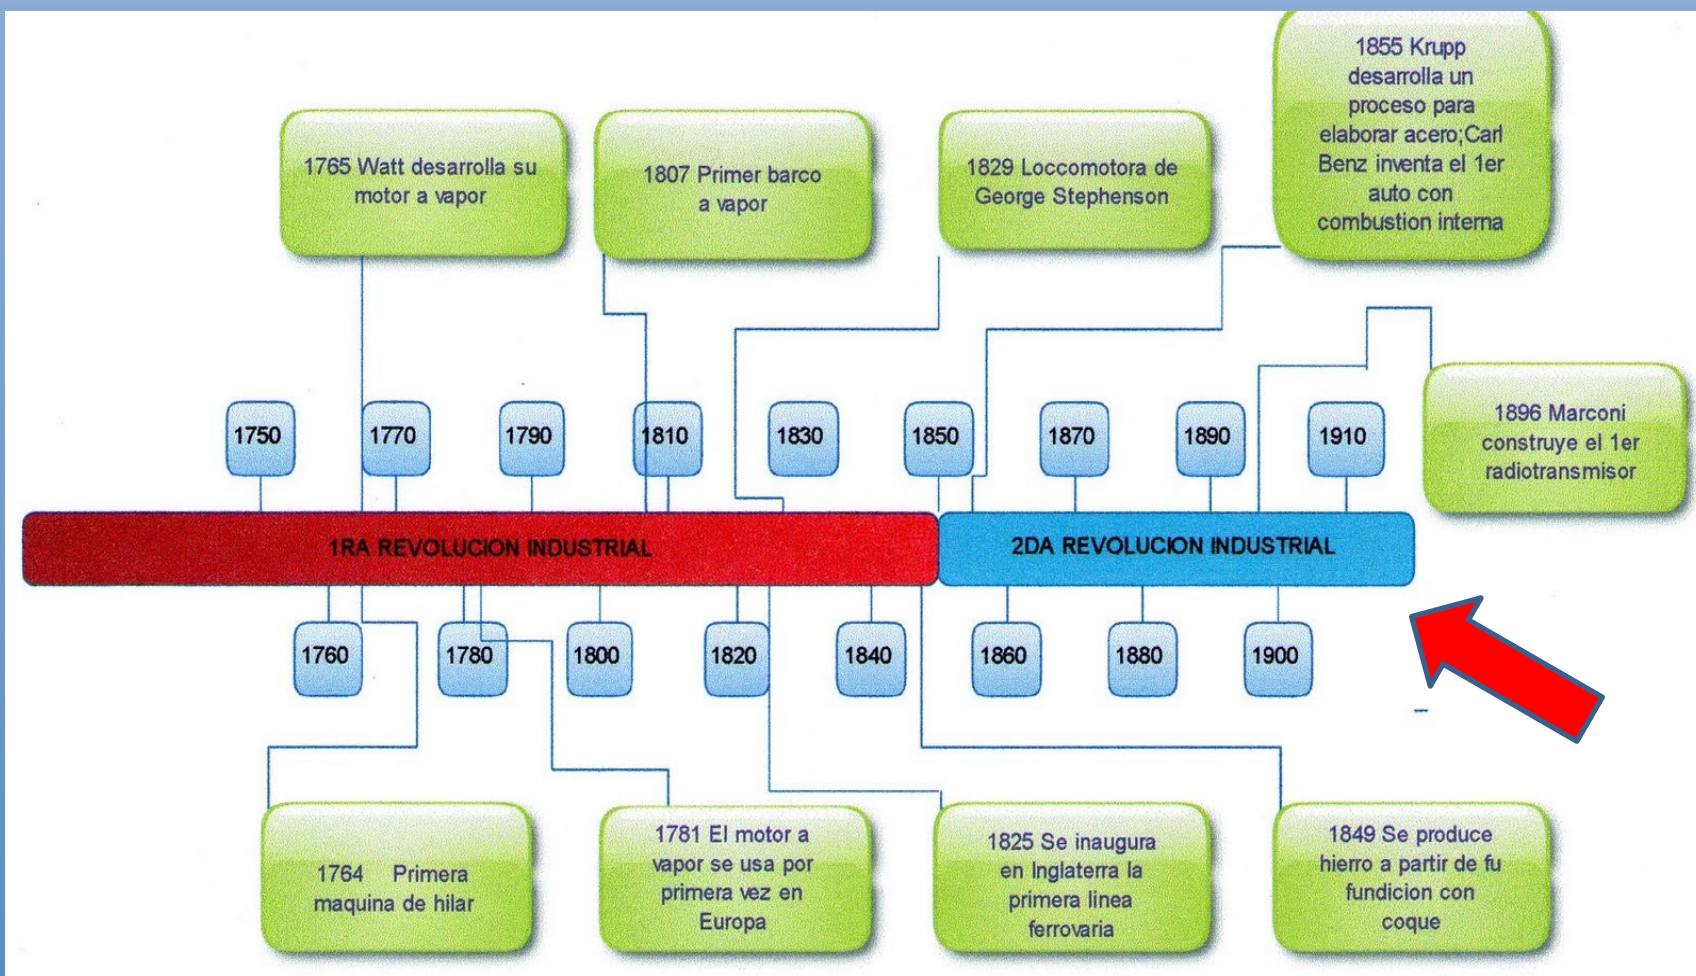 1855 Krupp
desarrolla un
proceso para
elaborar acero;Carl
Benz inventa el 1er
auto con
combustion interna
1765 Watt desarrolla su
motor a vapor
1807 Primer barco
a vapor
1829 Loccomotora de
George Stephenson
1896 Marconi
construye el 1er
radiotransmisor
1750
1770
1790
1810
1830
1850
1870
1890
1910
1RA REVOLUCION INDUSTRIAL
2DA REVOLUCION INDUSTRIAL
1760
1780
1800
1820
1840
1860
1880
1900
1764 Primera
maquina de hilar
1781 El motor a
vapor se usa por
primera vez en
Europa
1825 Se inaugura
en Inglaterra la
primera linea
ferrovaria
1849 Se produce
hierro a partir de fu
fundicion con
coque